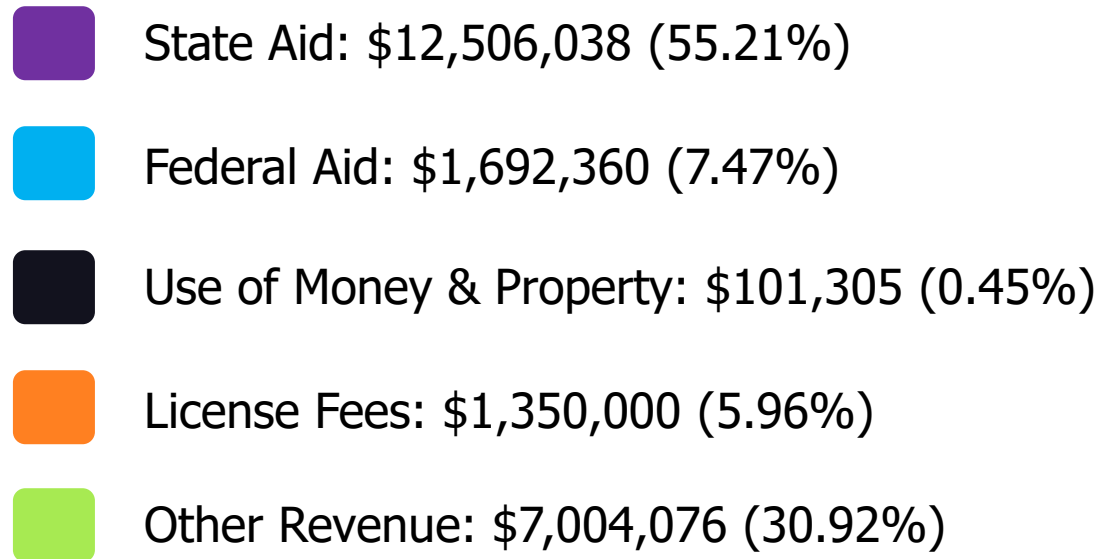 State Aid: $12,506,038 (55.21%)
Federal Aid: $1,692,360 (7.47%)
Use of Money & Property: $101,305 (0.45%)
License Fees: $1,350,000 (5.96%)
Other Revenue: $7,004,076 (30.92%)